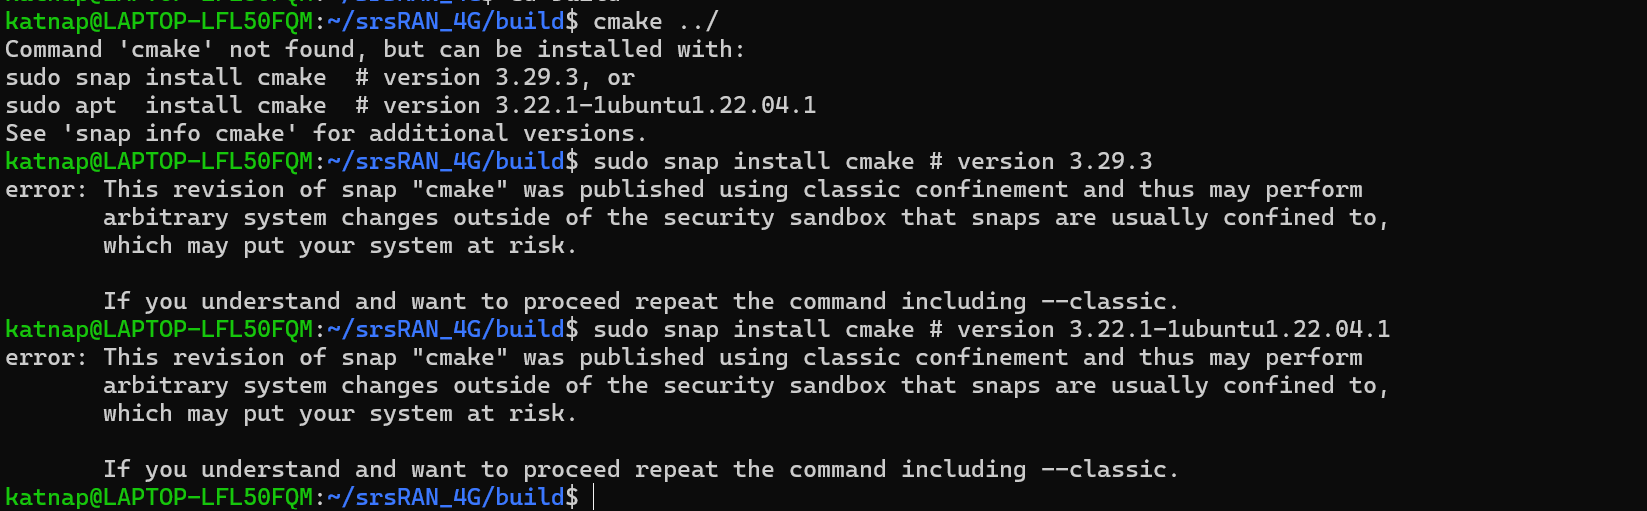 katnap@LAPTOP-LFL50FQM:~/srsRAN_4G/build$ cmake ../
Command 'cmake' not found, but can be installed with:
sudo snap install cmake  # version 3.29.3, or
sudo apt  install cmake  # version 3.22.1-1ubuntu1.22.04.1
See 'snap info cmake' for additional versions.
katnap@LAPTOP-LFL50FQM:~/srsRAN_4G/build$ sudo snap install cmake # version 3.29.3
error: This revision of snap "cmake" was published using classic confinement and thus may perform
       arbitrary system changes outside of the security sandbox that snaps are usually confined to,
       which may put your system at risk.

       If you understand and want to proceed repeat the command including --classic.
katnap@LAPTOP-LFL50FQM:~/srsRAN_4G/build$ sudo snap install cmake # version 3.22.1-1ubuntu1.22.04.1
error: This revision of snap "cmake" was published using classic confinement and thus may perform
       arbitrary system changes outside of the security sandbox that snaps are usually confined to,
       which may put your system at risk.

       If you understand and want to proceed repeat the command including --classic.
katnap@LAPTOP-LFL50FQM:~/srsRAN_4G/build$